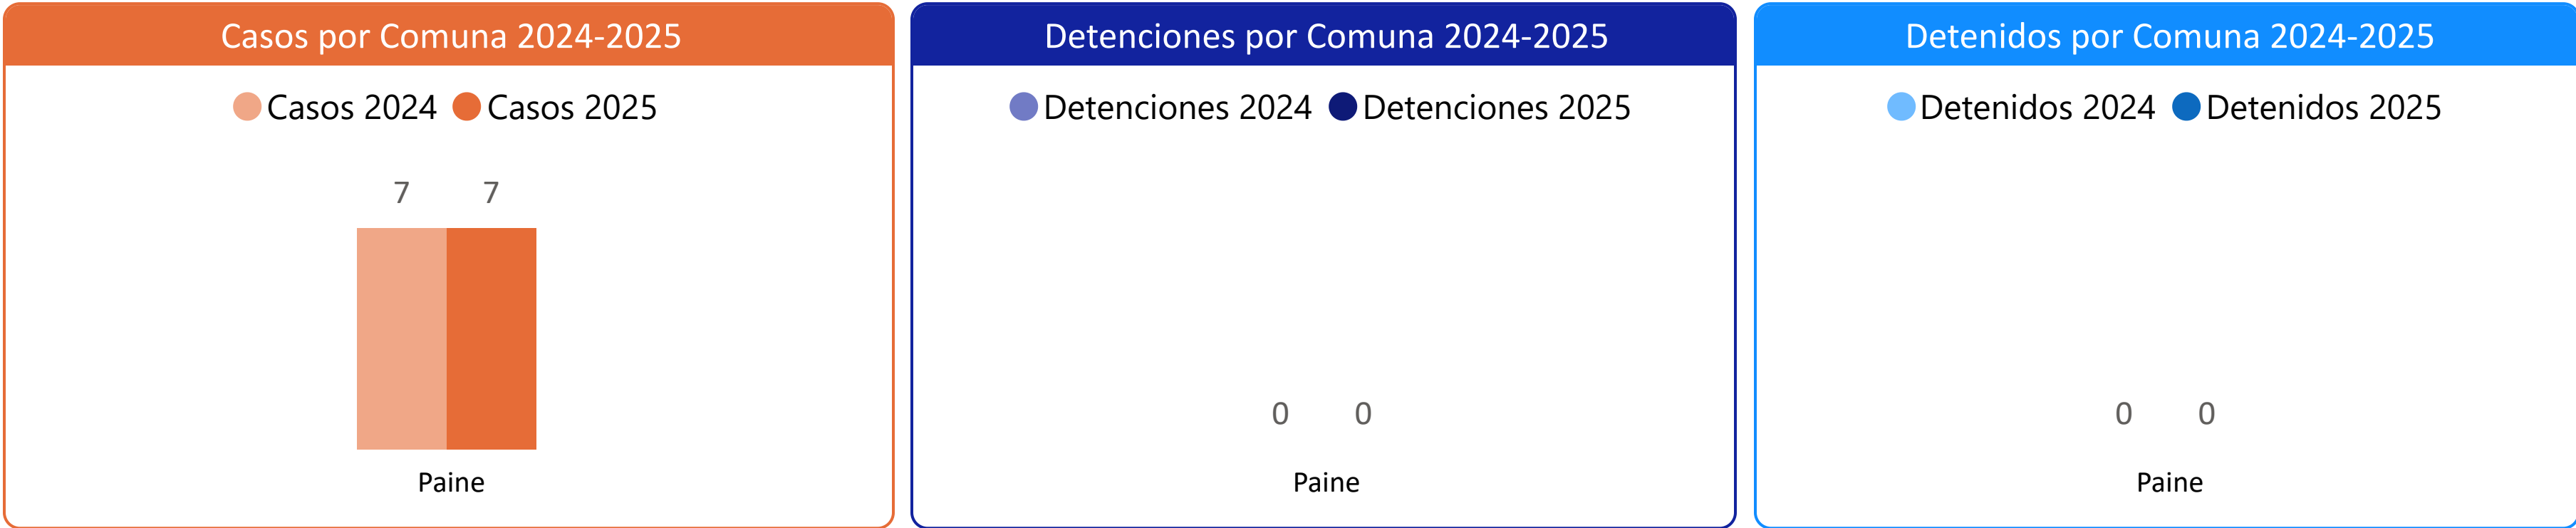 Casos por Comuna 2024-2025
Casos 2024 Casos 2025
7 7
Paine
Detenciones por Comuna 2024-2025
Detenciones 2024 Detenciones 2025
0 0
Paine
Detenidos por Comuna 2024-2025
Detenidos 2024 Detenidos 2025
0 0
Paine